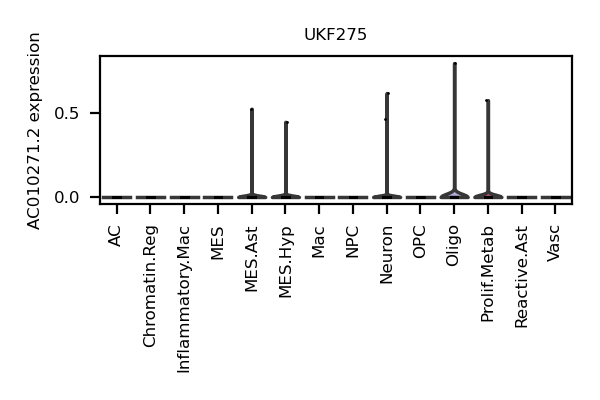 UKF275
AC010271.2 expression
0.5
0.0
AC
Chromatin.Reg
Inflammatory.Mac
MES
MES.Ast
MES.Hyp
Mac
NPC
Neuron
OPC
Oligo
Prolif.Metab
Reactive.Ast
Vasc